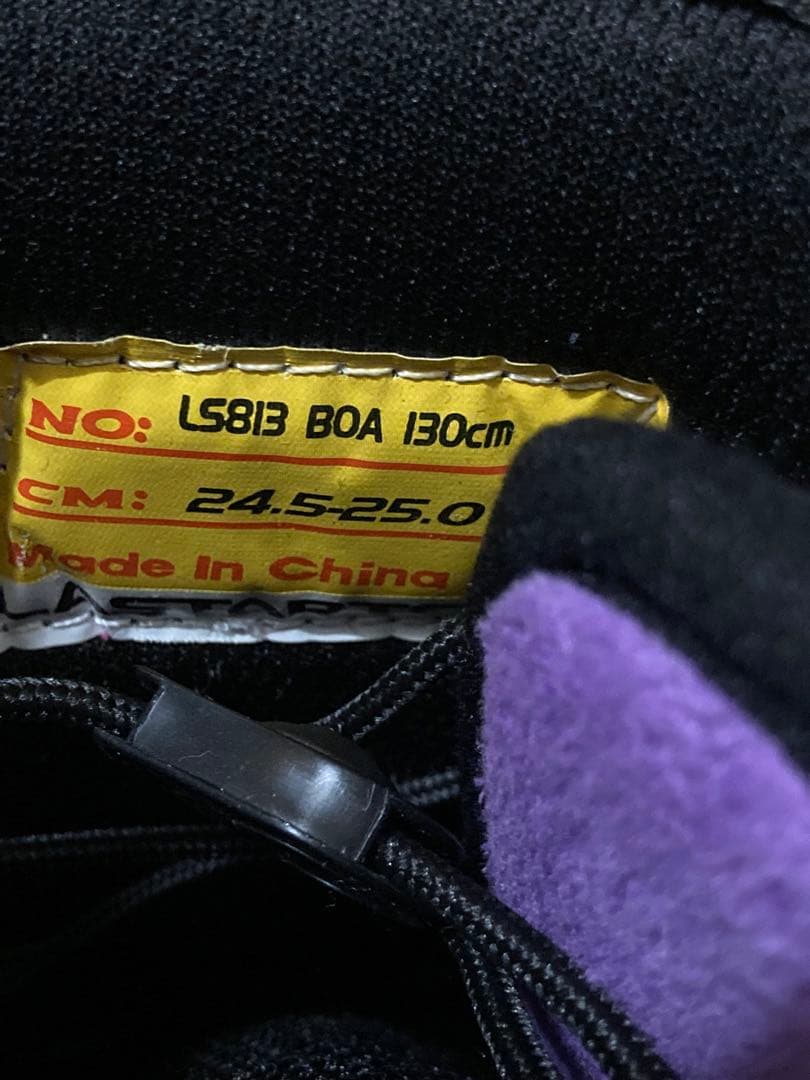 NO: LS813 BOA 130cm
CM: 24.5-25.0
Made In China